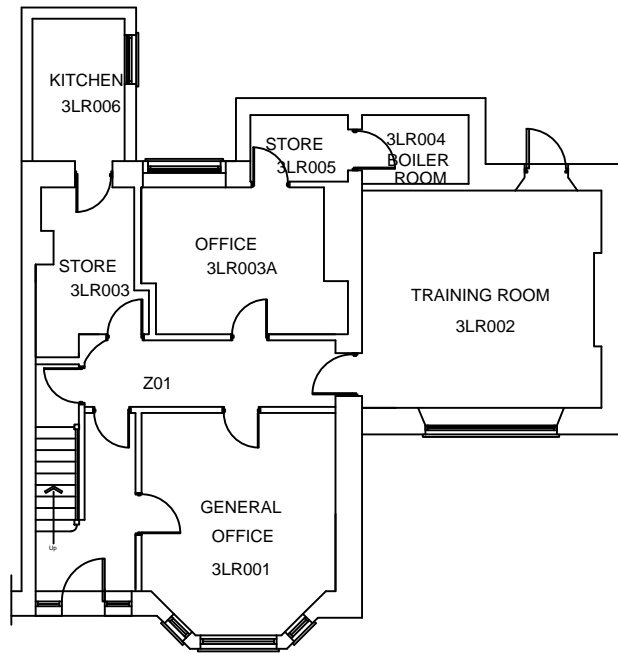 KITCHEN
3LR006
STORE
3LR005
3LR004
BOILER
ROOM
OFFICE
3LR003A
STORE
3LR003
TRAINING ROOM
3LR002
Z01
GENERAL
OFFICE
3LR001
Up